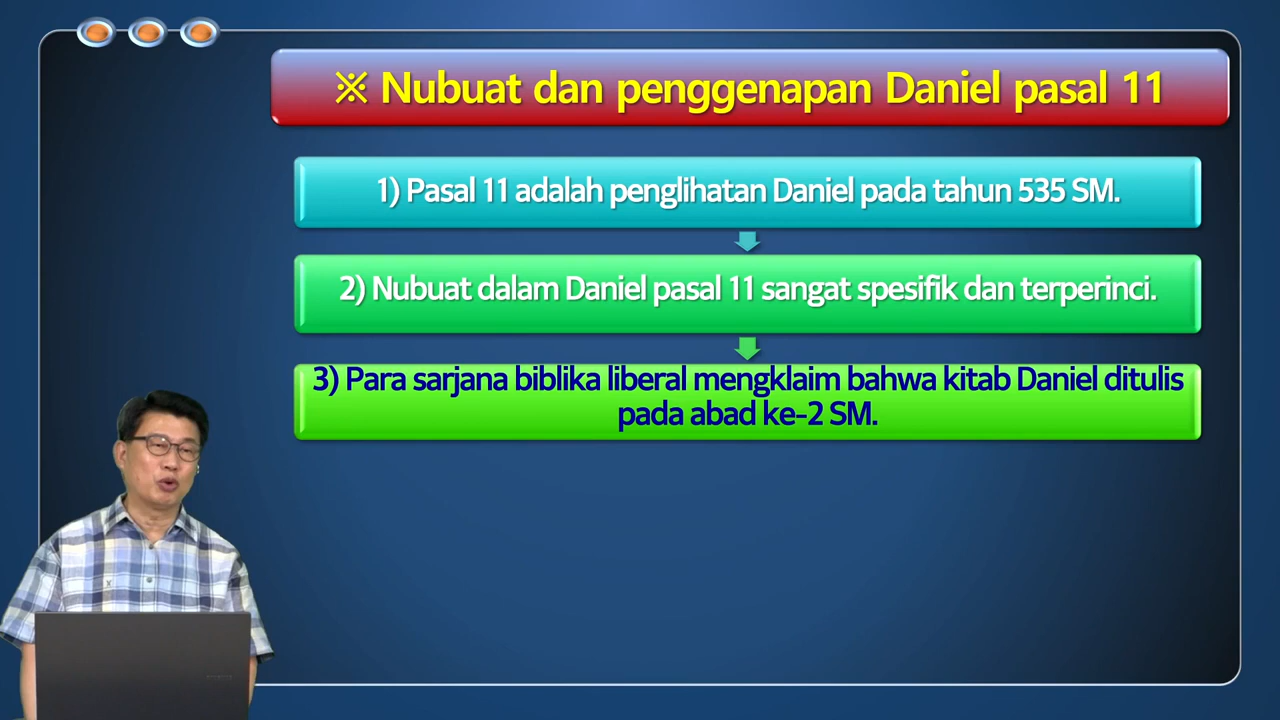 ※ Nubuat dan penggenapan Daniel pasal 11
1) Pasal 11 adalah penglihatan Daniel pada tahun 535 SM.
2) Nubuat dalam Daniel pasal 11 sangat spesifik dan terperinci.
3) Para sarjana biblika liberal mengklaim bahwa kitab Daniel ditulis
pada abad ke-2 SM.